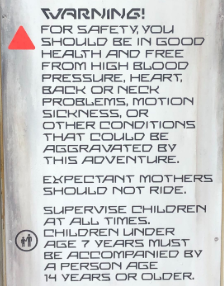 WARNING!
FOR SAFETY, YOU
SHOULD BE IN GOOD
HEALTH AND FREE
FROM HIGH BLOOD
PRESSURE, HEART,
BACK OR NECK
PROBLEMS, MOTION
SICKNESS, OR
OTHER CONDITIONS
THAT COULD BE
AGGRAVATED BY
THIS ADVENTURE.
EXPECTANT MOTHERS
SHOULD NOT RIDE.
SUPERVISE CHILDREN
AT ALL TIMES.
CHILDREN UNDER
AGE 7 YEARS MUST
BE ACCOMPANIED BY
A PERSON AGE
14 YEARS OR OLDER.